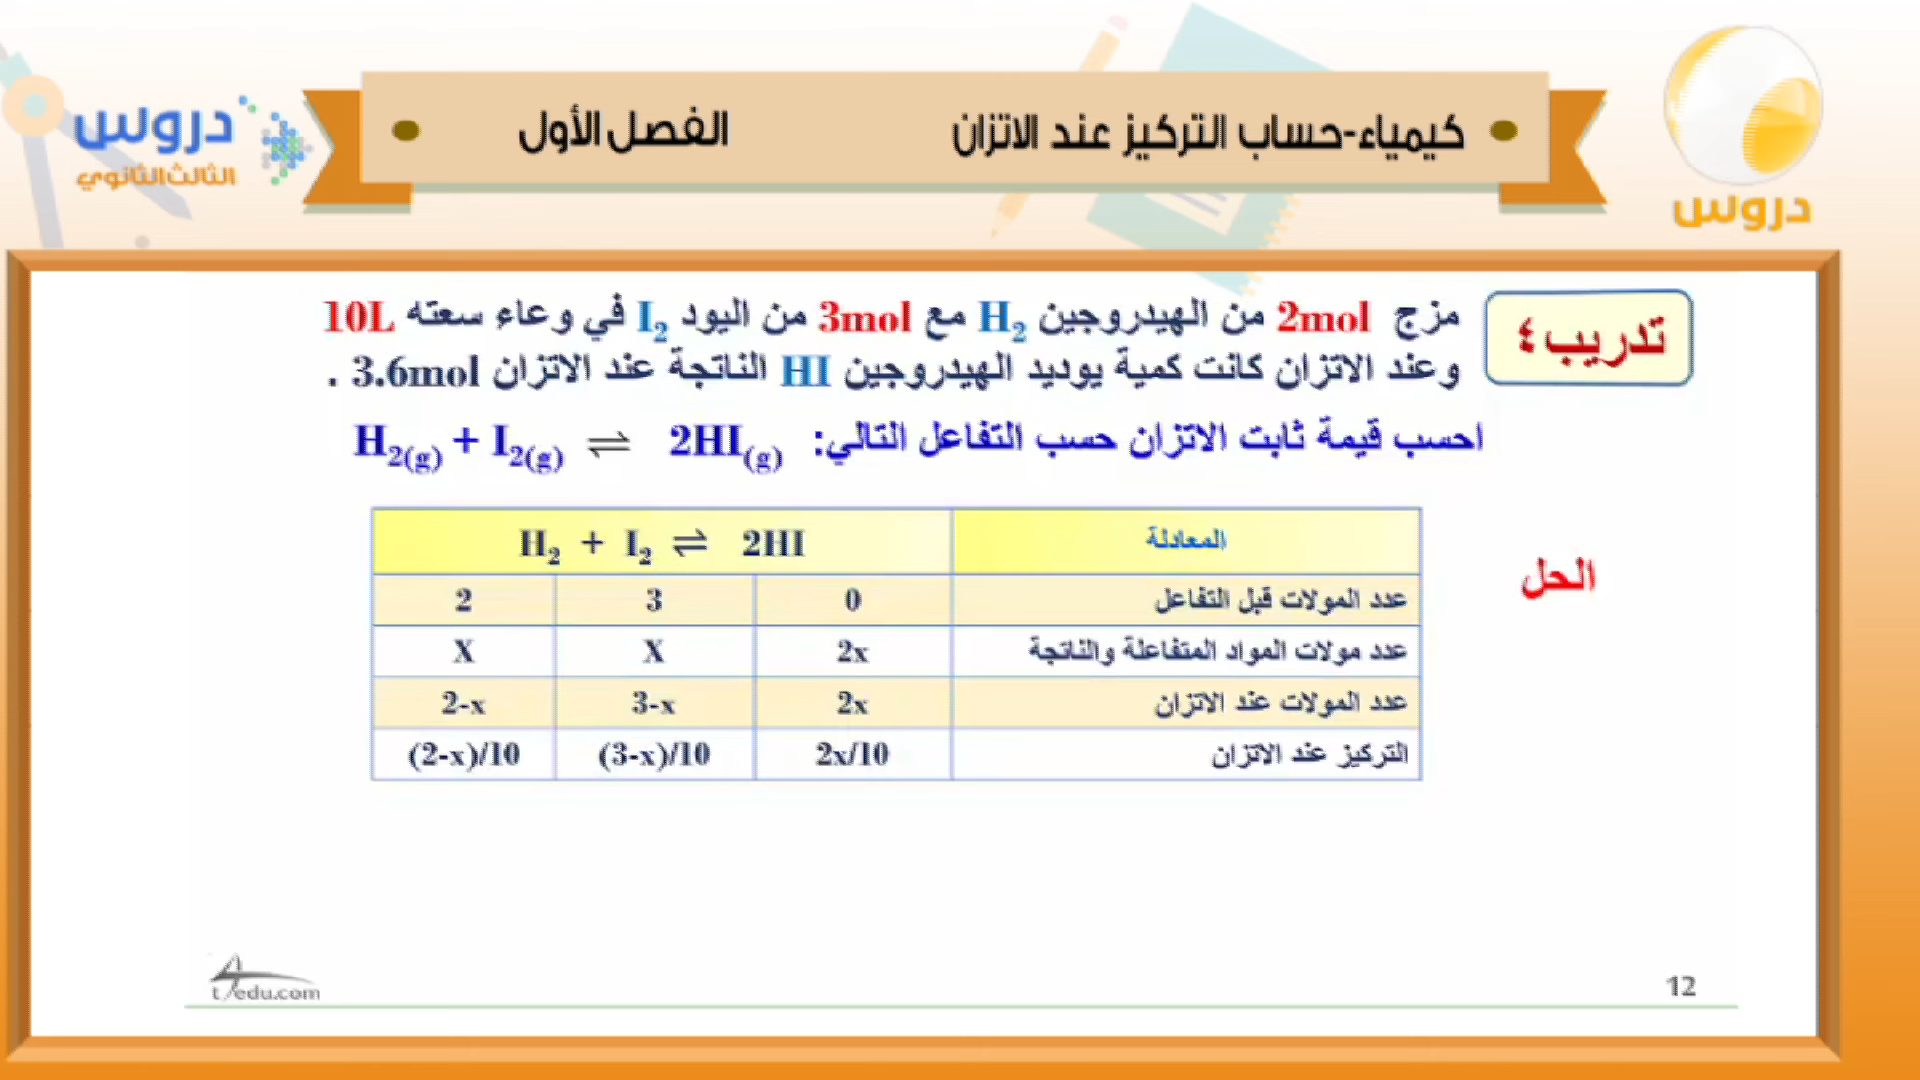 كيمياء-حساب التركيز عند الاتزان
الفصل الأول
دروس
الثالث الثانوي
دروس
تدريب ٤
مزج 2mol من الهيدروجين H₂ مع 3mol من اليود I₂ في وعاء سعته 10L
وعند الاتزان كانت كمية يوديد الهيدروجين HI الناتجة عند الاتزان 3.6mol .
احسب قيمة ثابت الاتزان حسب التفاعل التالي: H₂(g) + I₂(g) ⇌ 2HI(g)
الحل
المعادلة H₂ + I₂ ⇌ 2HI
عدد المولات قبل التفاعل 0 3 2
عدد مولات المواد المتفاعلة والناتجة 2x X X
عدد المولات عند الاتزان 2x 3-x 2-x
التركيز عند الاتزان 2x/10 (3-x)/10 (2-x)/10
t4edu.com
12